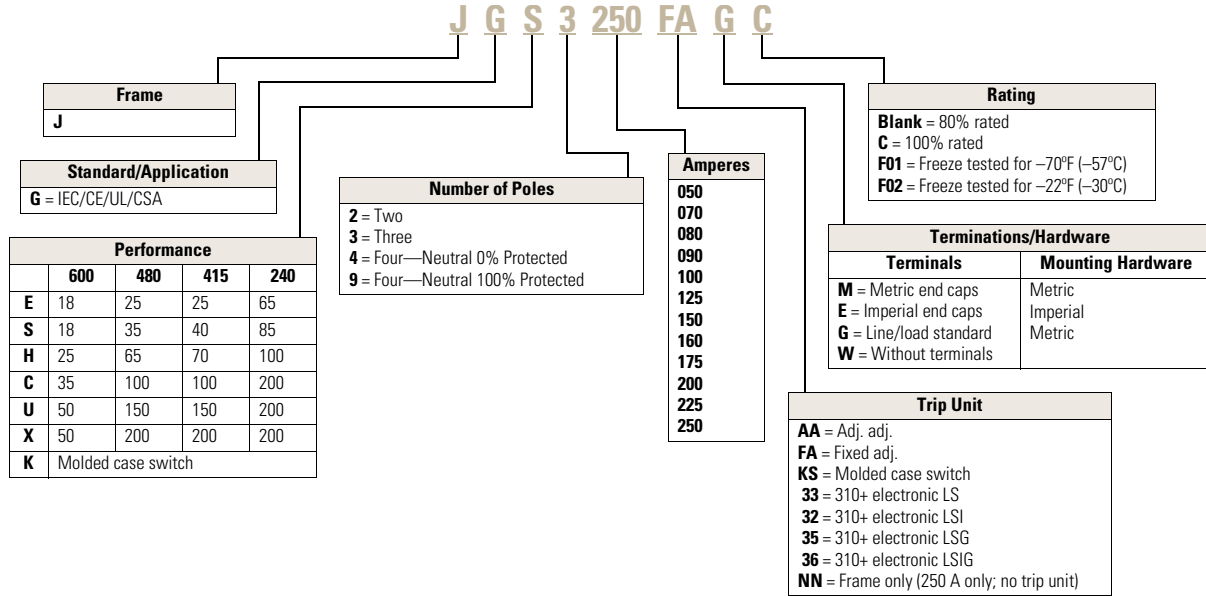 J G S 3 250 FA G C
Frame
J
Standard/Application
G = IEC/CE/UL/CSA
Performance
600 480 415 240
E 18 25 25 65
S 18 35 40 85
H 25 65 70 100
C 35 100 100 200
U 50 150 150 200
X 50 200 200 200
K Molded case switch
Number of Poles
2 = Two
3 = Three
4 = Four—Neutral 0% Protected
9 = Four—Neutral 100% Protected
Amperes
050
070
080
090
100
125
150
160
175
200
225
250
Rating
Blank = 80% rated
C = 100% rated
F01 = Freeze tested for –70ºF (–57ºC)
F02 = Freeze tested for –22ºF (–30ºC)
Terminations/Hardware
Terminals Mounting Hardware
M = Metric end caps Metric
E = Imperial end caps Imperial
G = Line/load standard Metric
W = Without terminals
Trip Unit
AA = Adj. adj.
FA = Fixed adj.
KS = Molded case switch
33 = 310+ electronic LS
32 = 310+ electronic LSI
35 = 310+ electronic LSG
36 = 310+ electronic LSIG
NN = Frame only (250 A only; no trip unit)